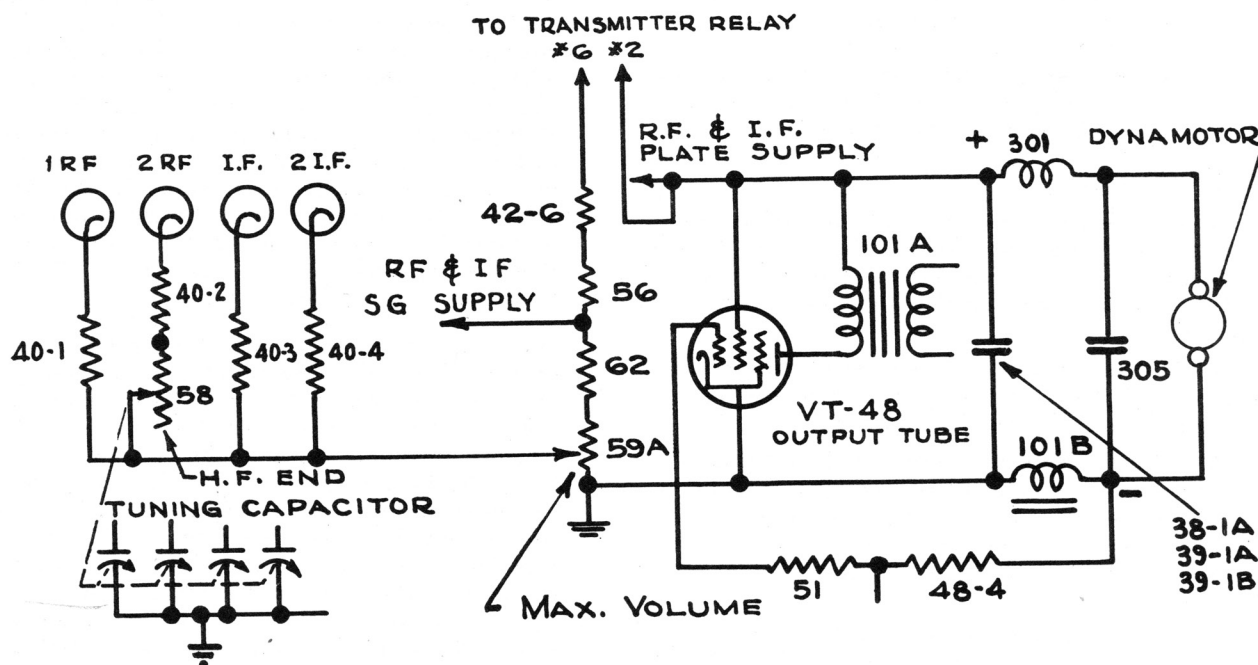 TO TRANSMITTER RELAY
*6 *2
R.F. & I.F.
PLATE SUPPLY
+
301
DYNAMOTOR
1 RF
2 RF
I.F.
2 I.F.
42-6
101A
RF & IF
SG SUPPLY
56
40-2
40-1
40-3
40-4
62
305
58
VT-48
OUTPUT TUBE
59A
101B
H.F. END
-
TUNING CAPACITOR
38-1A
39-1A
39-1B
51
48-4
MAX. VOLUME